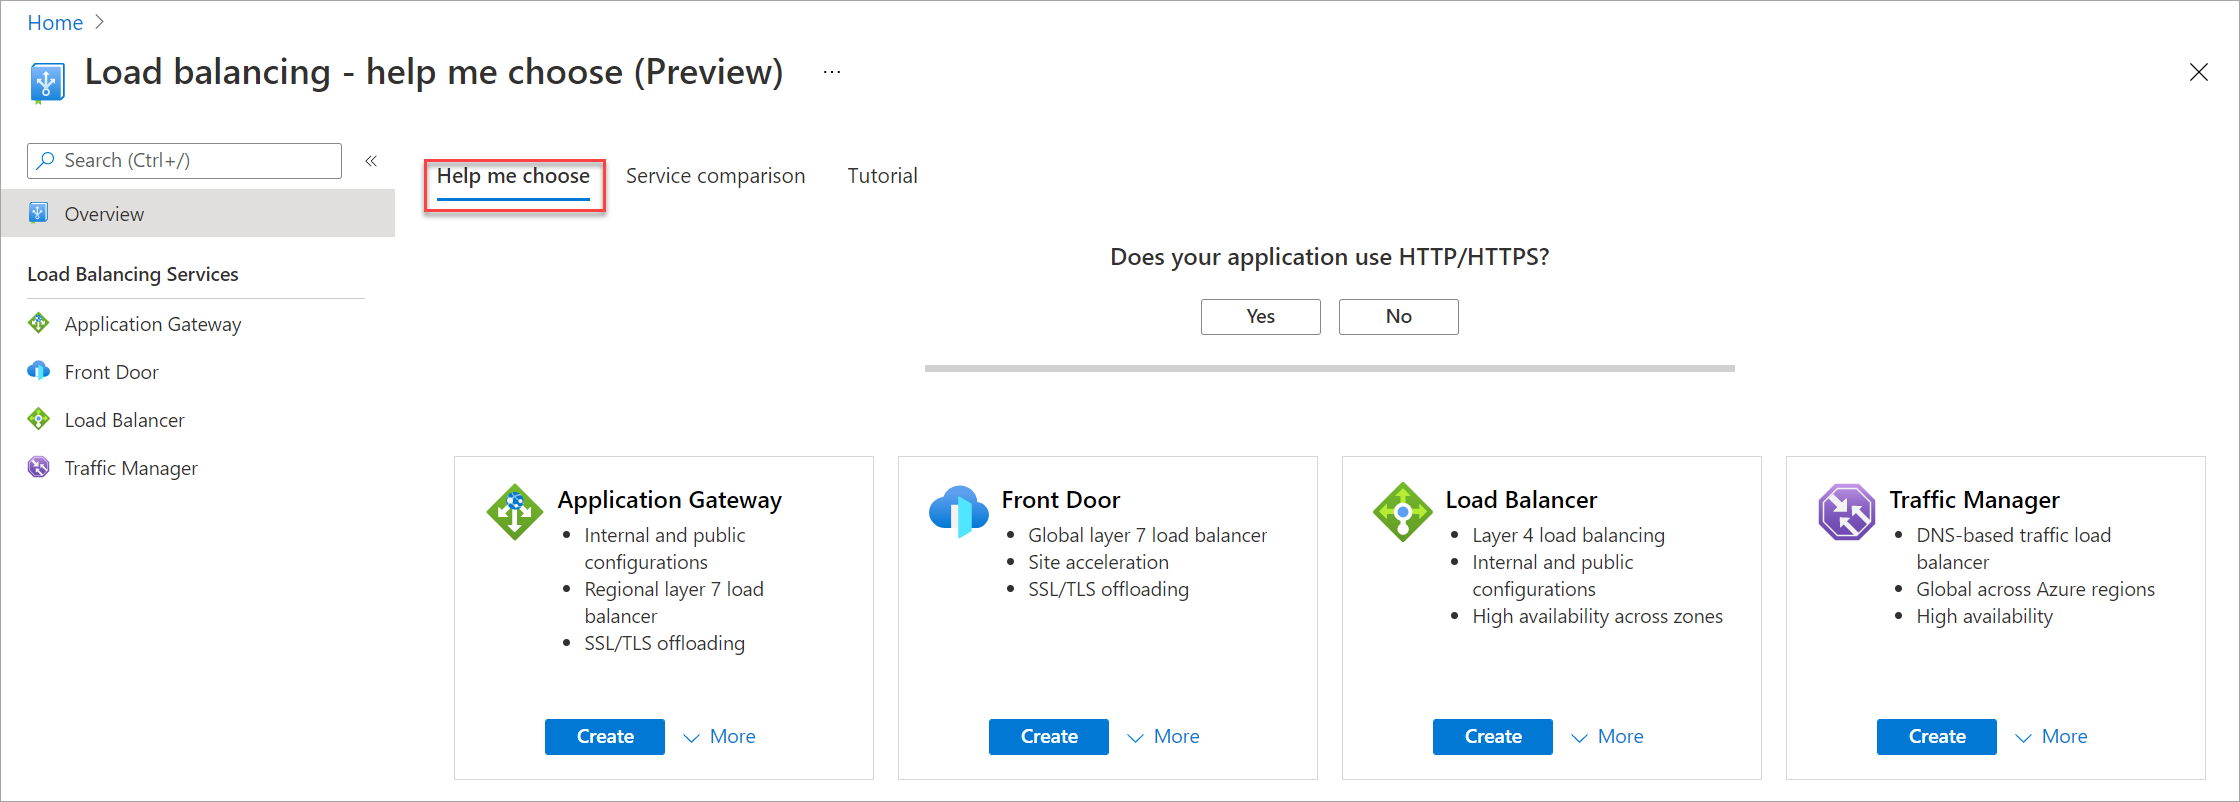 Home
Load balancing - help me choose (Preview) ...
Search (Ctrl+/)
Overview
Load Balancing Services
Application Gateway
Front Door
Load Balancer
Traffic Manager
Help me choose Service comparison Tutorial
Does your application use HTTP/HTTPS?
Yes No
Application Gateway
• Internal and public
configurations
• Regional layer 7 load
balancer
• SSL/TLS offloading
Create More
Front Door
• Global layer 7 load balancer
• Site acceleration
• SSL/TLS offloading
Create More
Load Balancer
• Layer 4 load balancing
• Internal and public
configurations
• High availability across zones
Create More
Traffic Manager
• DNS-based traffic load
balancer
• Global across Azure regions
• High availability
Create More